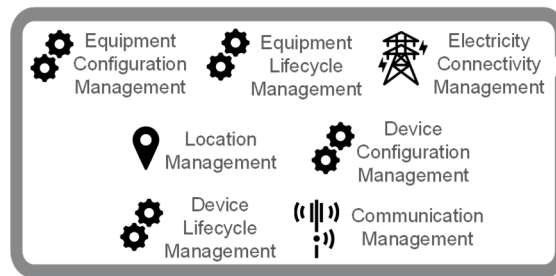 Equipment
Configuration
Management
Equipment
Lifecycle
Management
Electricity
Connectivity
Management
Location
Management
Device
Configuration
Management
Device
Lifecycle
Management
Communication
Management